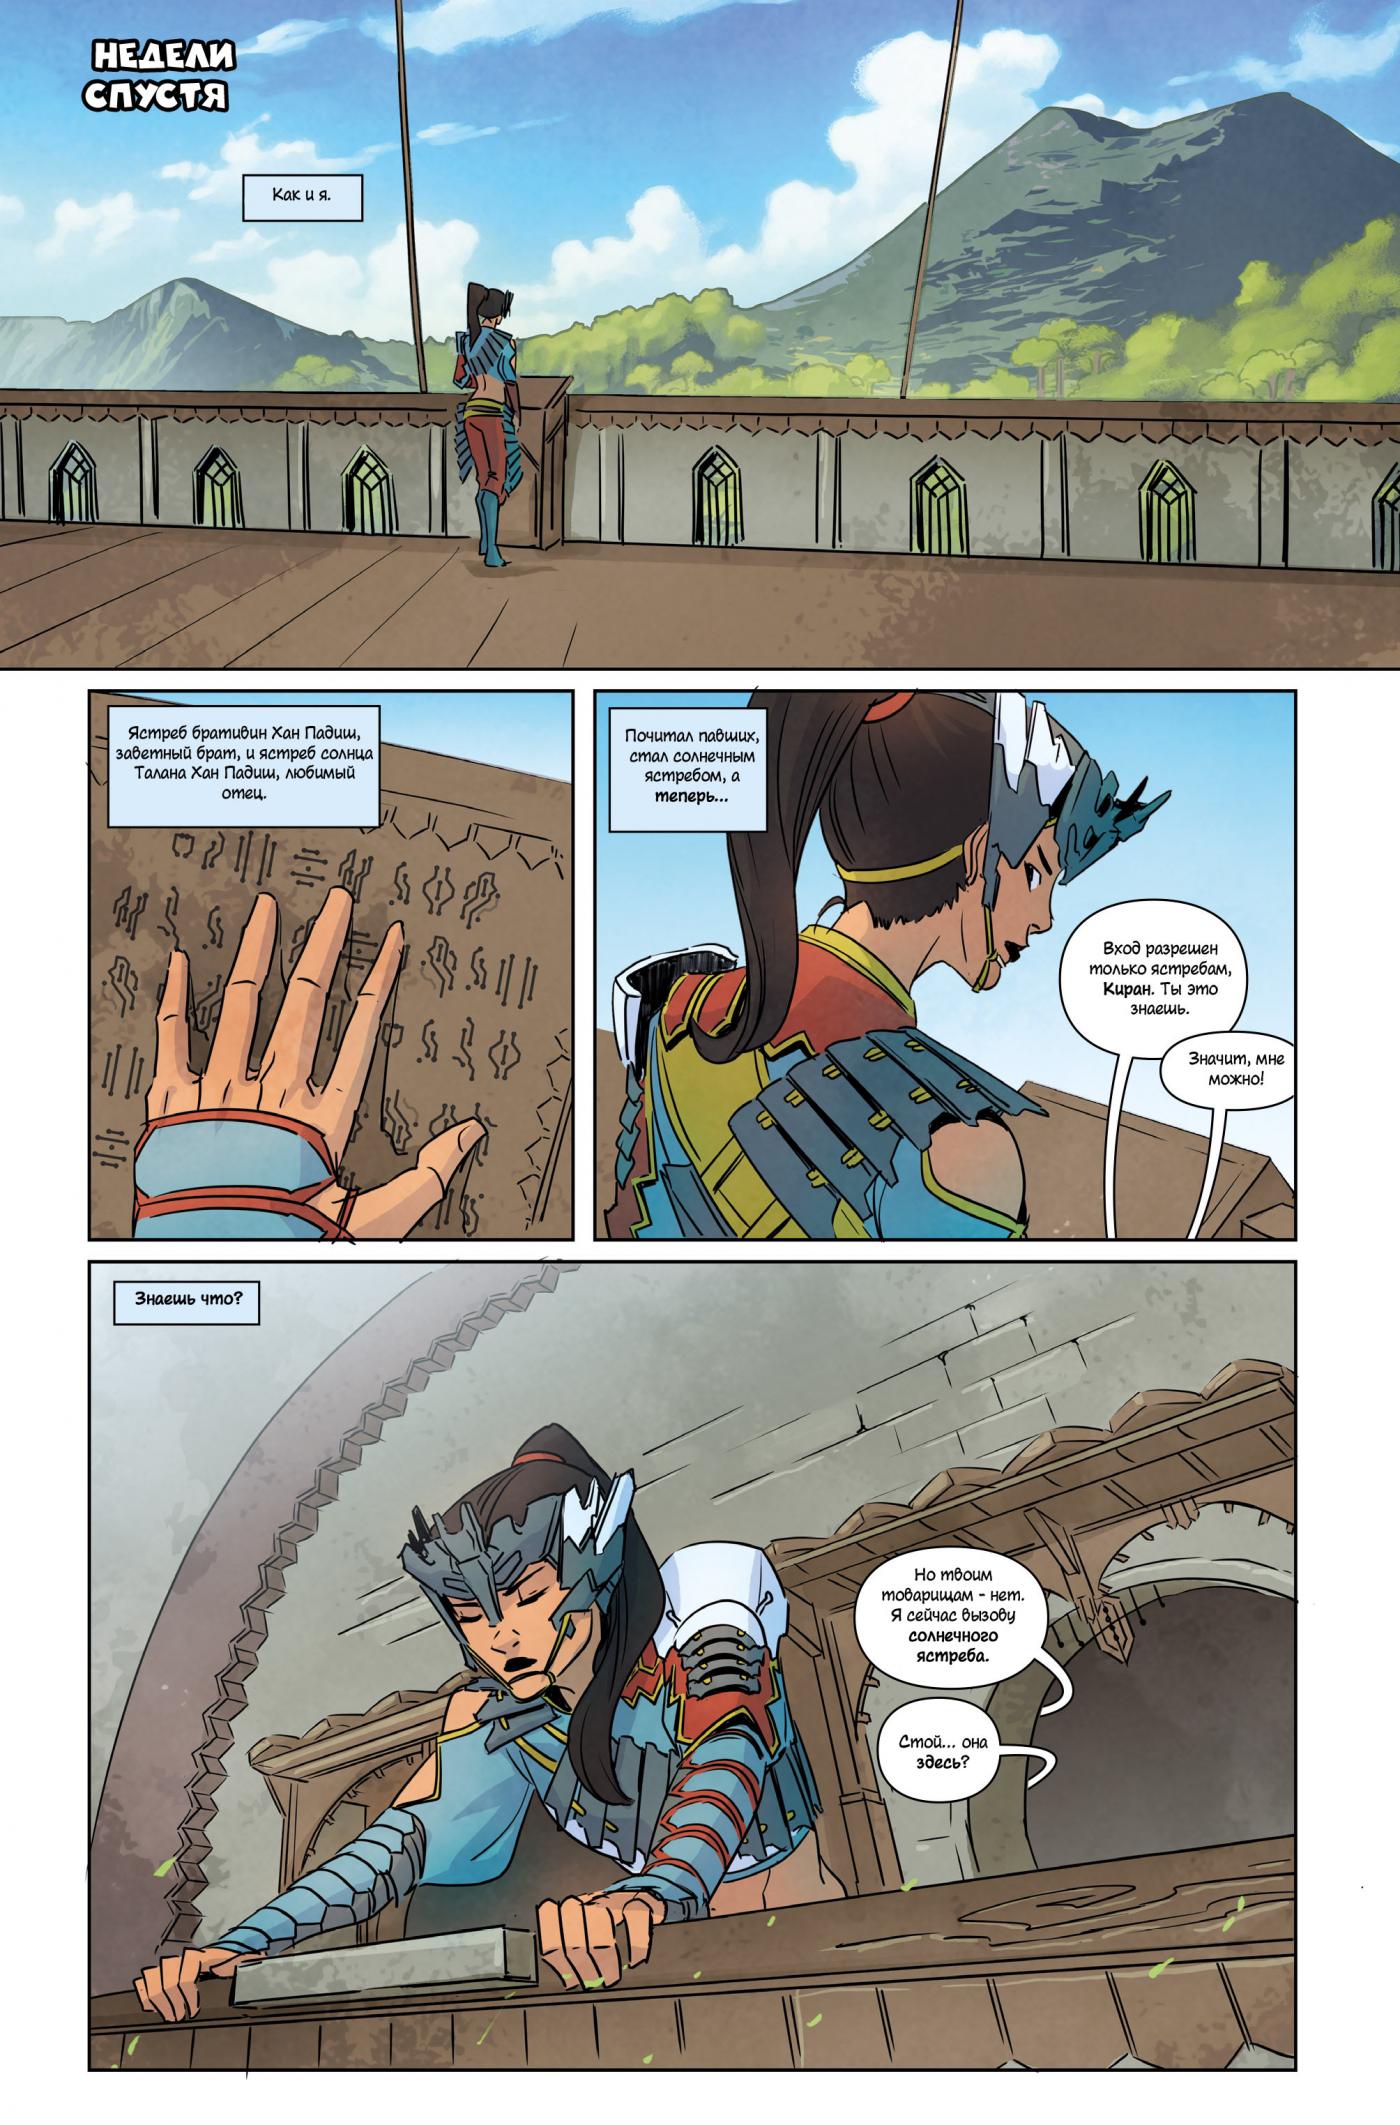 НЕДЕЛИ
СПУСТЯ
Как и я.
Ястреб бративин Хан Падиш,
заветный брат, и ястреб солнца
Талана Хан Падиш, любимый
отец.
Почитал павших,
стал солнечным
ястребом, а
теперь...
Вход разрешен
только ястребам,
Киран. Ты это
знаешь.
Значит, мне
можно!
Знаешь что?
Но твоим
товарищам - нет.
Я сейчас вызову
солнечного
ястреба.
Стой... она
здесь?